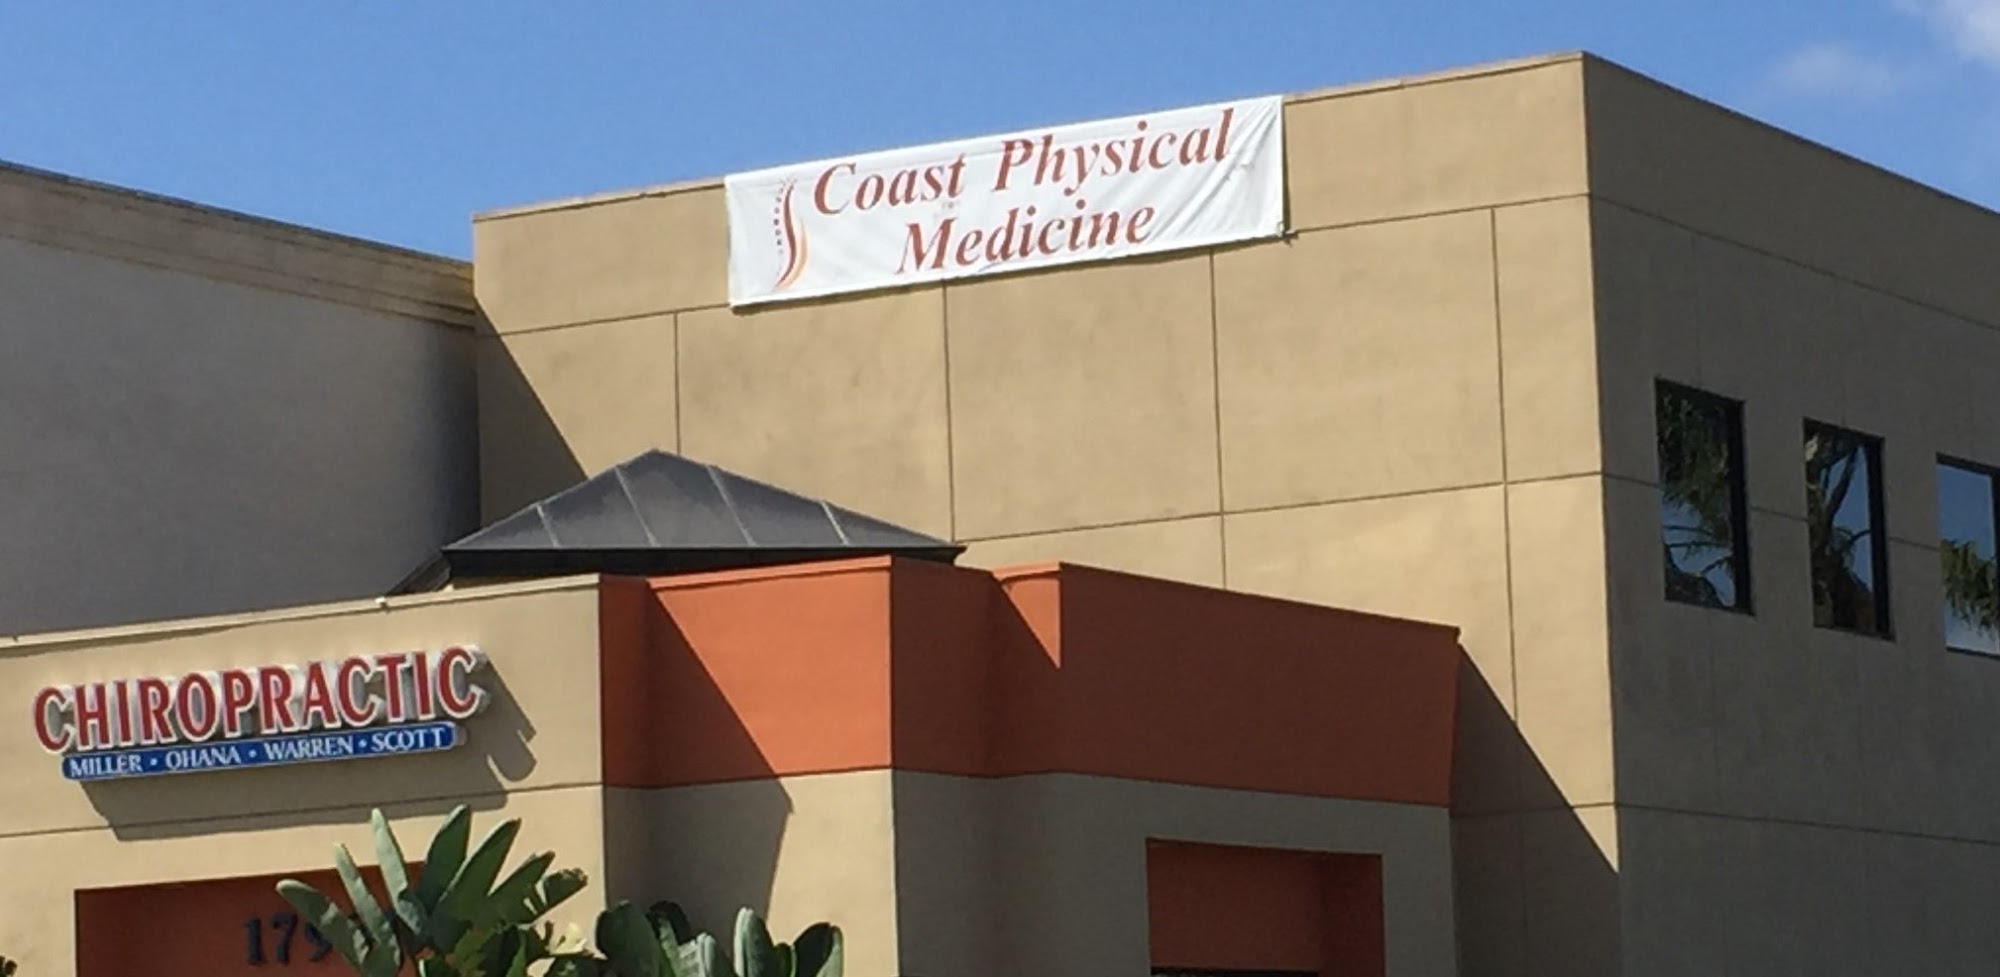 Coast Physical
Medicine
CHIROPRACTIC
MILLER • OHANA • WARREN • SCOTT